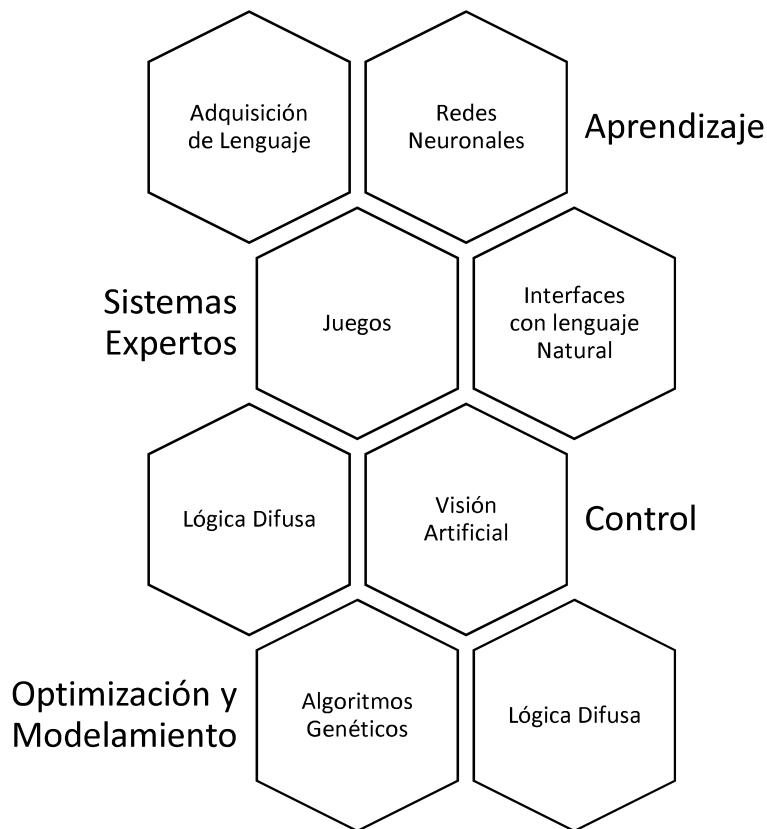 Adquisición
de Lenguaje
Redes
Neuronales
Aprendizaje
Sistemas
Expertos
Juegos
Interfaces
con lenguaje
Natural
Lógica Difusa
Visión
Artificial
Control
Optimización y
Modelamiento
Algoritmos
Genéticos
Lógica Difusa